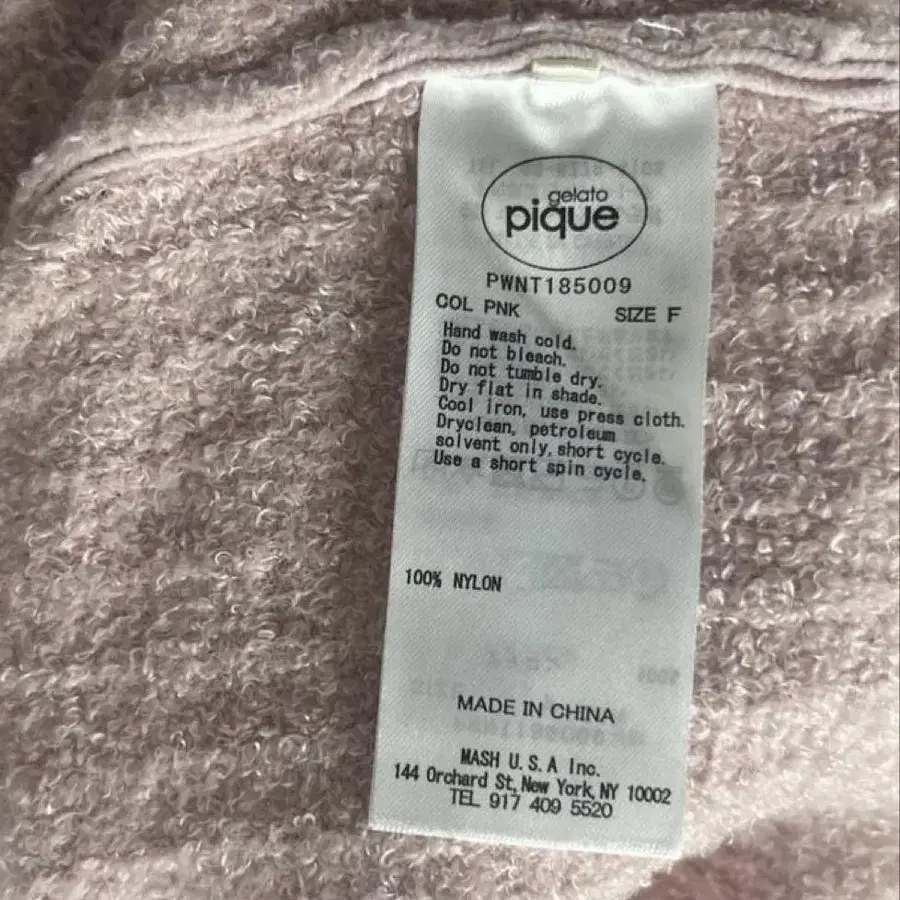 gelato
pique
PWNT185009
COL PNK SIZE F
Hand wash cold.
Do not bleach.
Do not tumble dry.
Dry flat in shade.
Cool iron, use press cloth.
Dryclean, petroleum
solvent only, short cycle.
Use a short spin cycle.
100% NYLON
MADE IN CHINA
MASH U.S.A Inc.
144 Orchard St, New York, NY 10002
TEL 917 409 5520